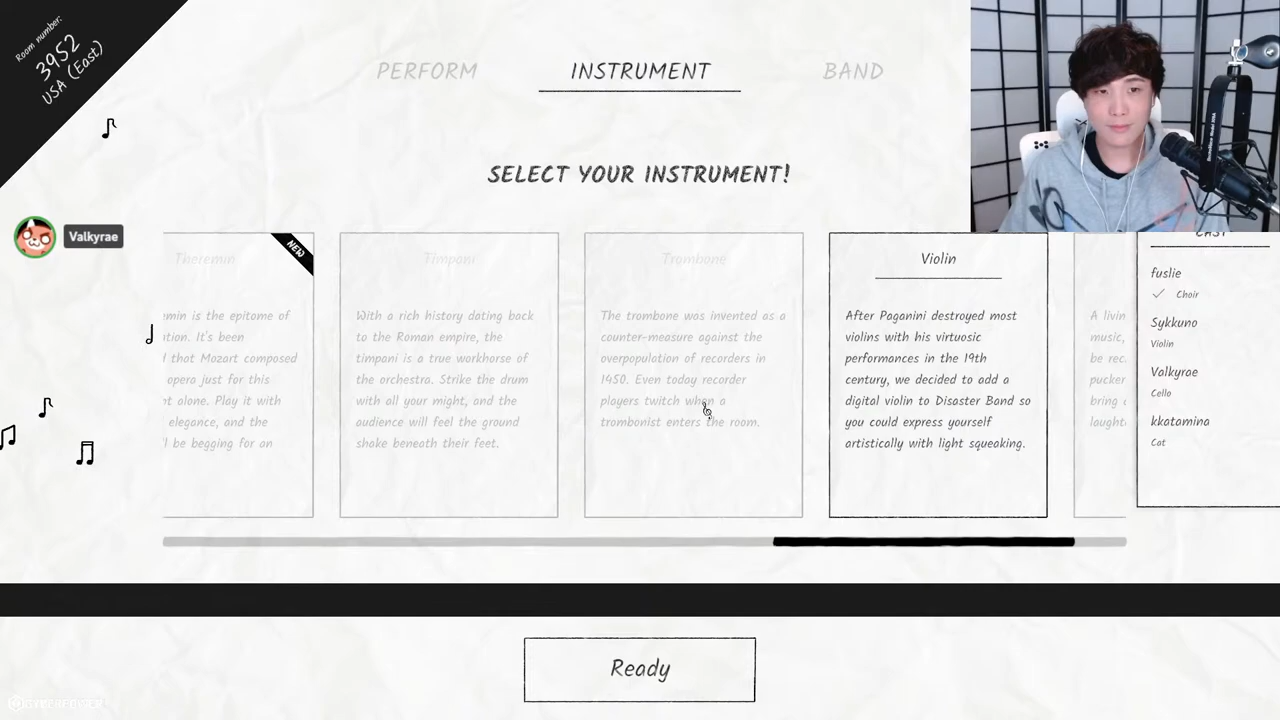 Room number:
3952
USA (East)
PERFORM
INSTRUMENT
BAND
SELECT YOUR INSTRUMENT!
Valkyrae
Theremin
NEW
emin is the epitome of
ntion. It's been
d that Mozart composed
opera just for this
nt alone. Play it with
elegance, and the
ll be begging for an
Timpani
With a rich history dating back
to the Roman empire, the
timpani is a true workhorse of
the orchestra. Strike the drum
with all your might, and the
audience will feel the ground
shake beneath their feet.
Trombone
The trombone was invented as a
counter-measure against the
overpopulation of recorders in
1450. Even today recorder
players twitch when a
trombonist enters the room.
Violin
After Paganini destroyed most
violins with his virtuosic
performances in the 19th
century, we decided to add a
digital violin to Disaster Band so
you could express yourself
artistically with light squeaking.
A livin
music,
be rec
pucker
bring
laught
CAST
fuslie
Choir
Sykkuno
Violin
Valkyrae
Cello
kkatamina
Cat
Ready